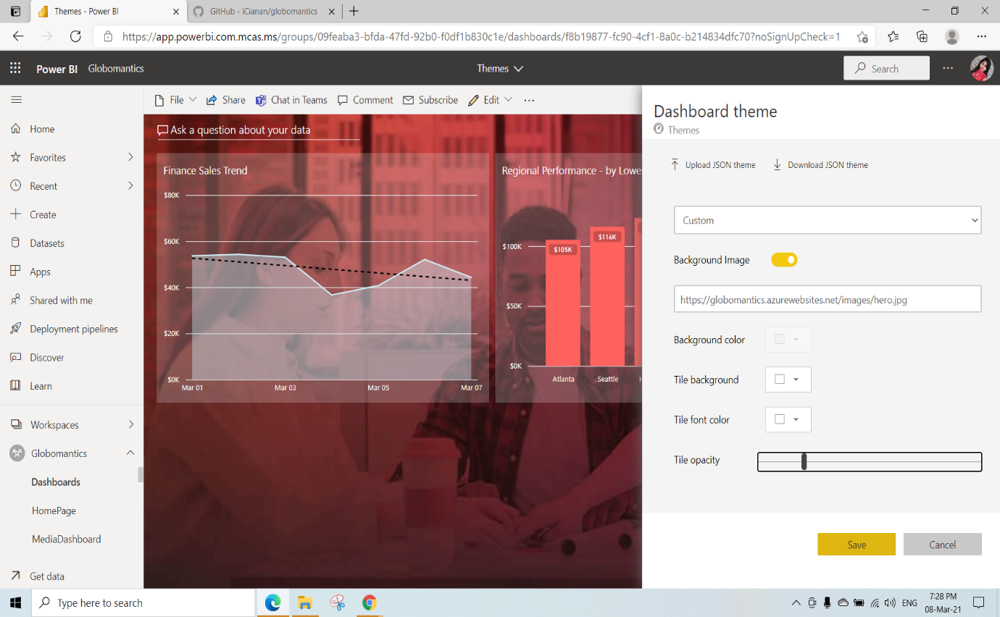 Themes - Power BI
GitHub - iCianan/globomantics
https://app.powerbi.com.mcas.ms/groups/09feaba3-bfda-47fd-92b0-f0df1b830c1e/dashboards/f8b19877-fc90-4cf1-8a0c-b214834dfc70?noSignUpCheck=1
Power BI Globomantics
Themes
Search
File Share Chat in Teams Comment Subscribe Edit
Home
Favorites
Recent
Create
Datasets
Apps
Shared with me
Deployment pipelines
Discover
Learn
Workspaces
Globomantics
Dashboards
HomePage
MediaDashboard
Get data
Ask a question about your data
Finance Sales Trend
$80K
$60K
$40K
$20K
$0K
Mar 01 Mar 03 Mar 05 Mar 07
Regional Performance - by Lowe
$116K
$105K
$100K
$50K
$0K
Atlanta Seattle H
Dashboard theme
Themes
Upload JSON theme Download JSON theme
Custom
Background Image
https://globomantics.azurewebsites.net/images/hero.jpg
Background color
Tile background
Tile font color
Tile opacity
Save Cancel
Type here to search
ENG
7:28 PM
08-Mar-21